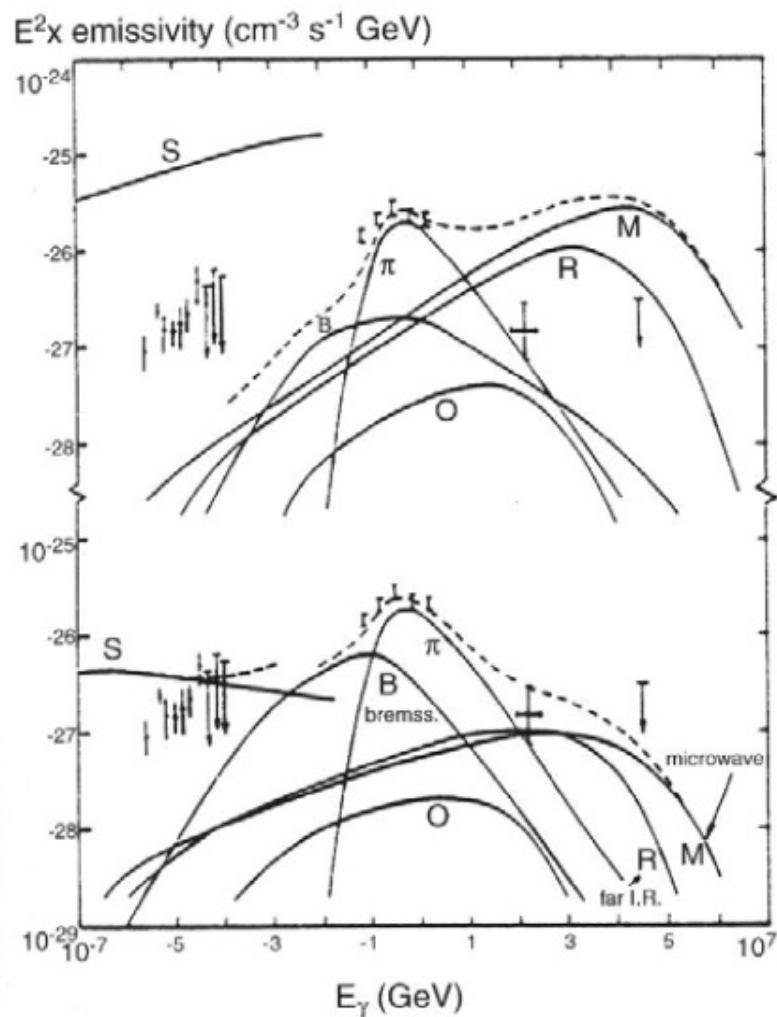 E²x emissivity (cm⁻³ s⁻¹ GeV)
10⁻²⁴
S
-25
-26
M
π
R
B
-27
O
-28
10⁻²⁵
S
-26
π
B
bremss.
-27
microwave
O
-28
R
M
far I.R.
10⁻²⁹
10⁻⁷ -5 -3 -1 1 3 5 10⁷
Eγ (GeV)